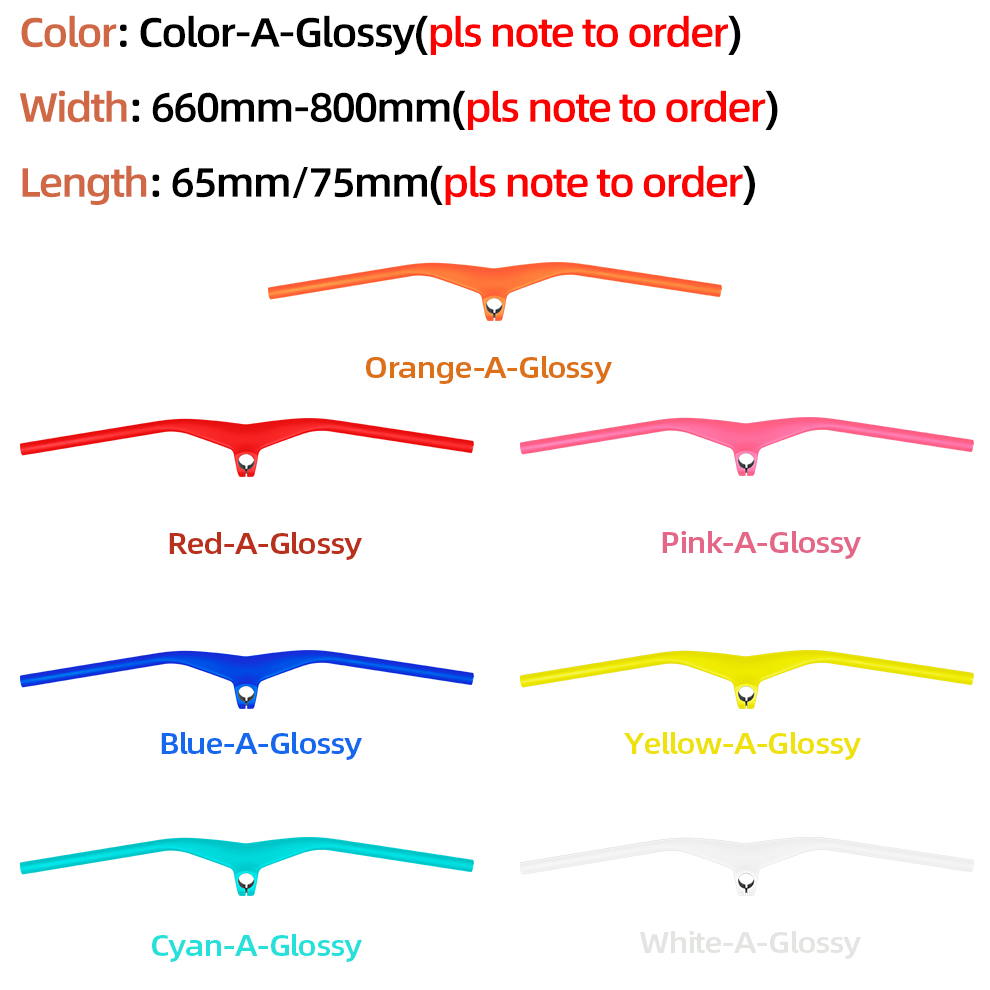 Color: Color-A-Glossy(pls note to order)
Width: 660mm-800mm(pls note to order)
Length: 65mm/75mm(pls note to order)
Orange-A-Glossy
Red-A-Glossy
Pink-A-Glossy
Blue-A-Glossy
Yellow-A-Glossy
Cyan-A-Glossy
White-A-Glossy